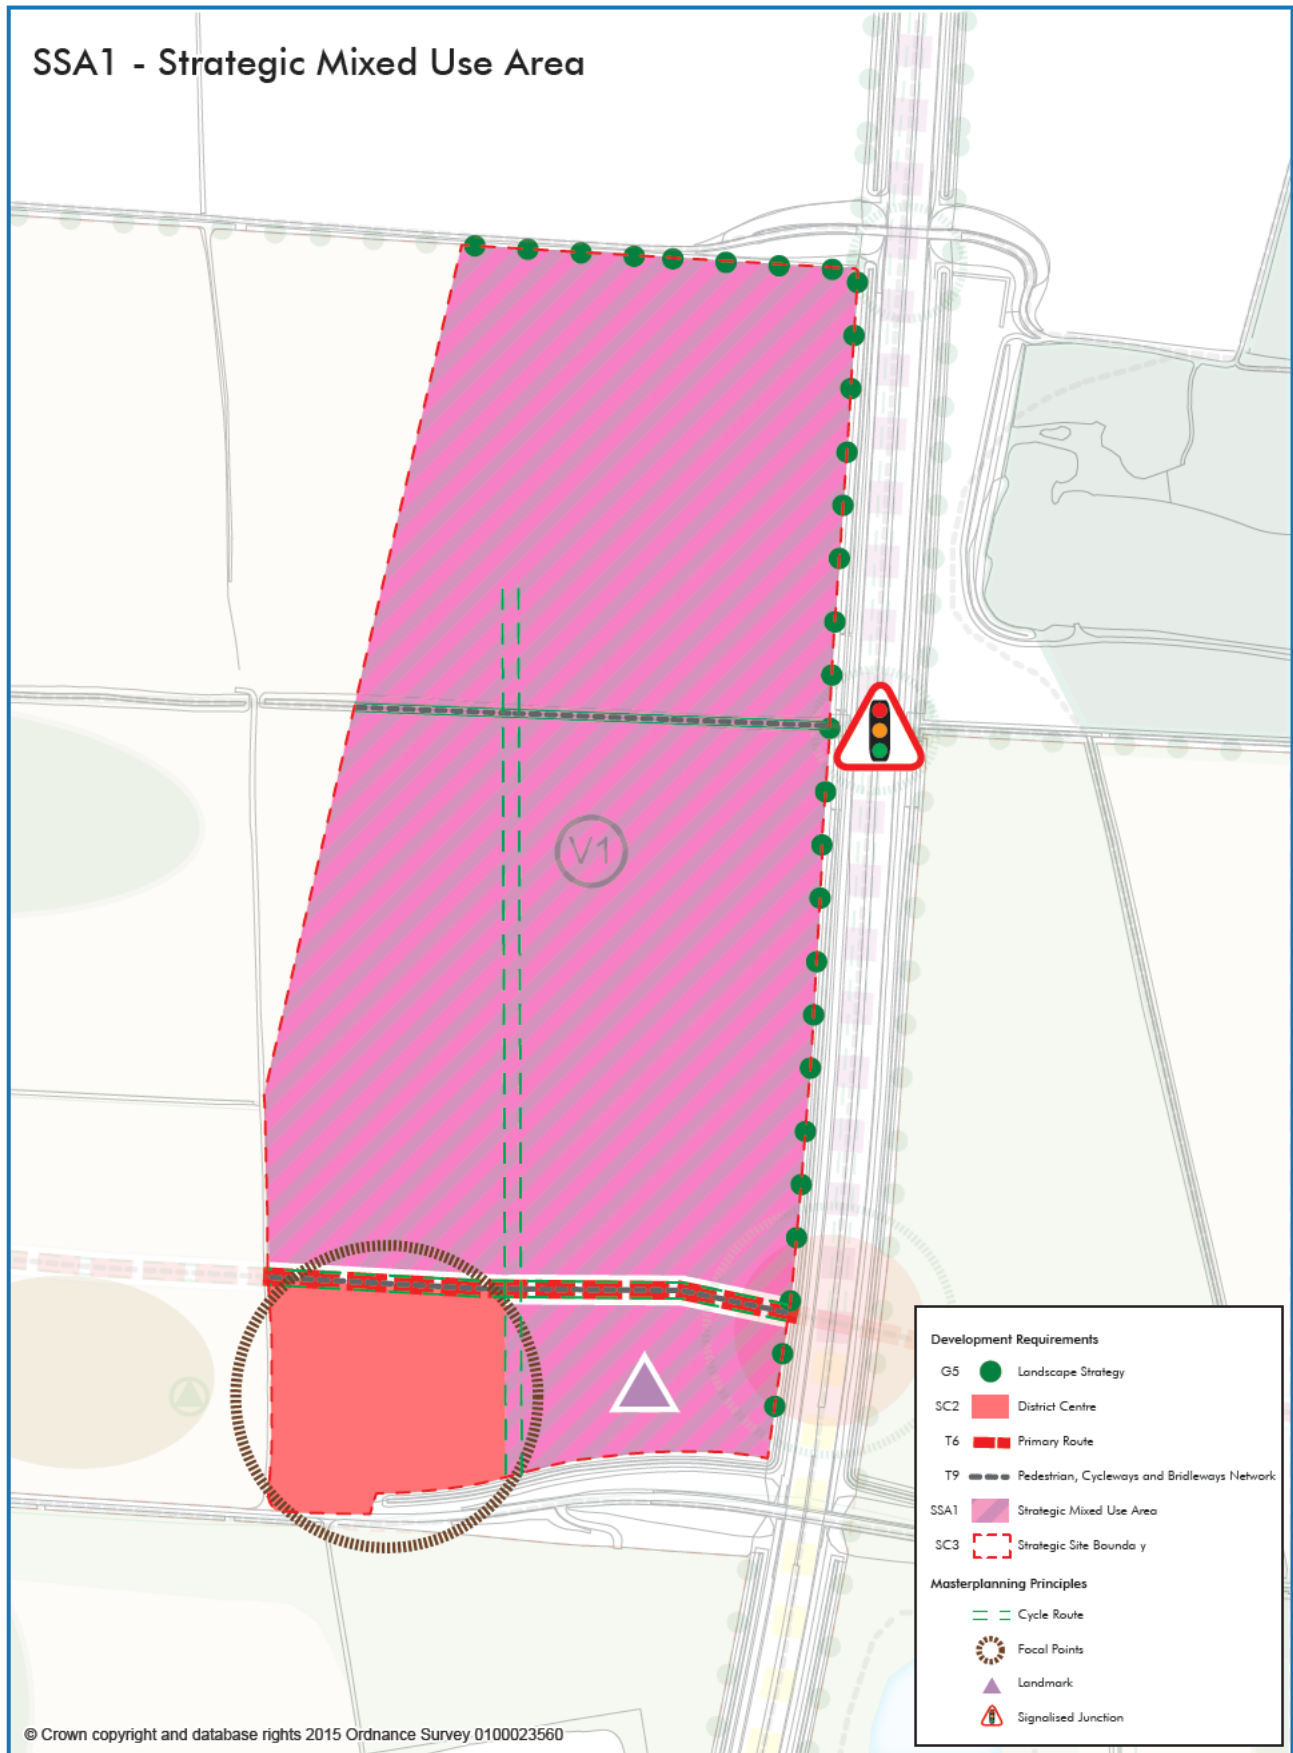 SSA1 - Strategic Mixed Use Area
V1
Development Requirements
G5 Landscape Strategy
SC2 District Centre
T6 Primary Route
T9 Pedestrian, Cycleways and Bridleways Network
SSA1 Strategic Mixed Use Area
SC3 Strategic Site Bounda y
Masterplanning Principles
Cycle Route
Focal Points
Landmark
Signalised Junction
© Crown copyright and database rights 2015 Ordnance Survey 0100023560